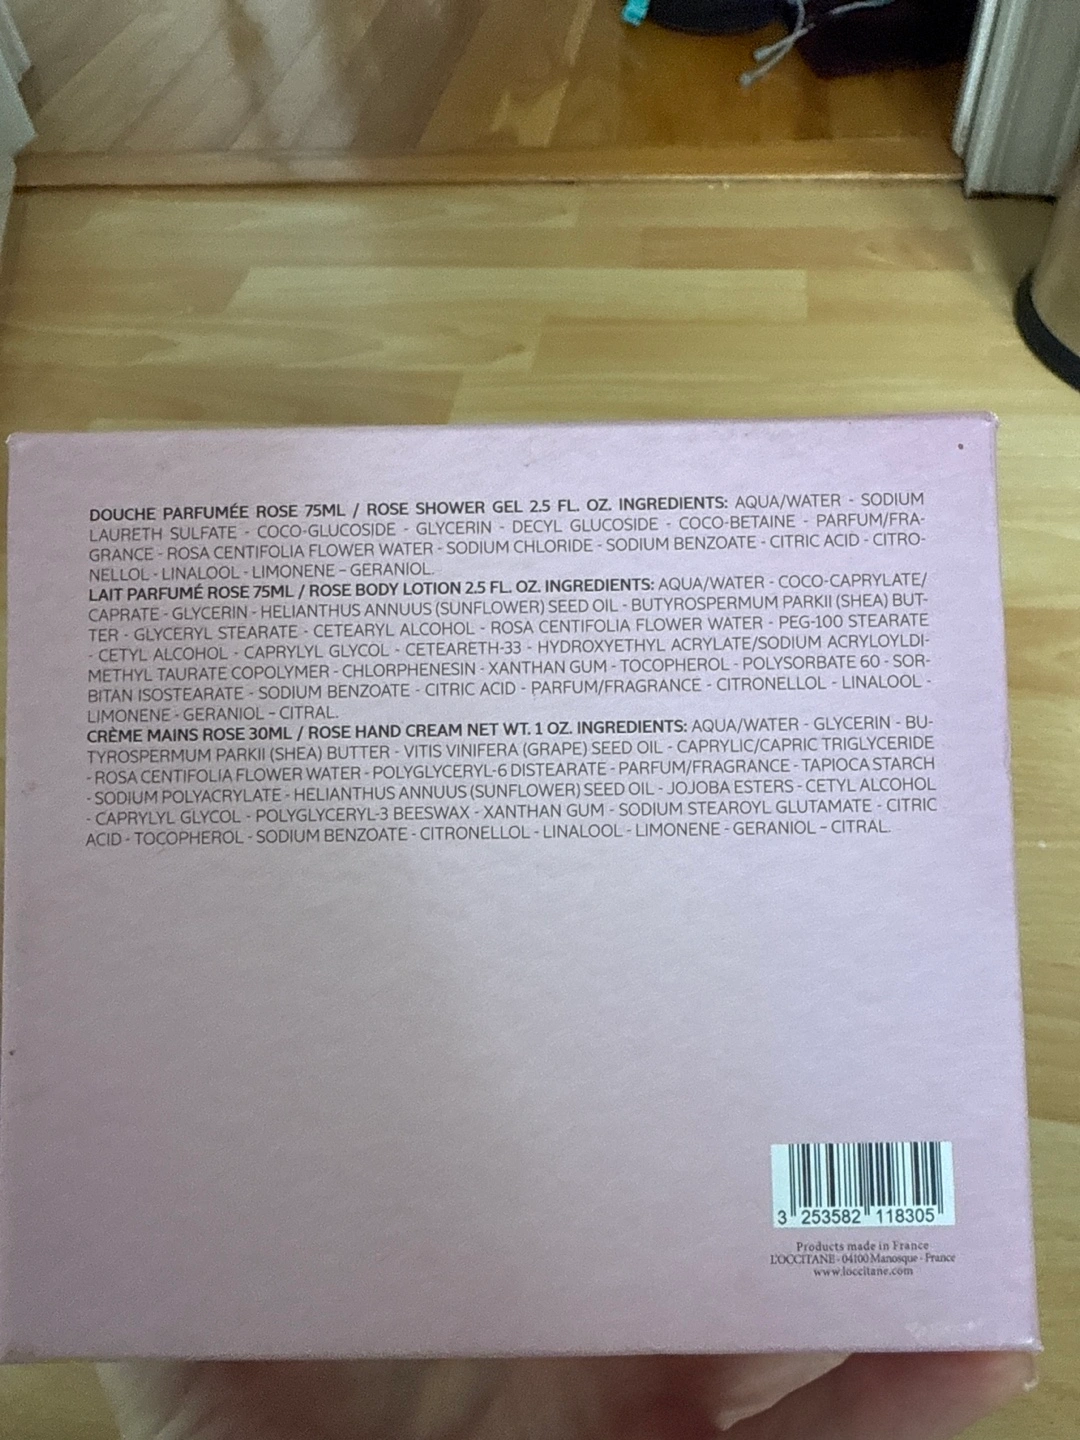 DOUCHE PARFUMÉE ROSE 75ML / ROSE SHOWER GEL 2.5 FL. OZ. INGREDIENTS: AQUA/WATER - SODIUM
LAURETH SULFATE - COCO-GLUCOSIDE - GLYCERIN - DECYL GLUCOSIDE - COCO-BETAINE - PARFUM/FRA-
GRANCE - ROSA CENTIFOLIA FLOWER WATER - SODIUM CHLORIDE - SODIUM BENZOATE - CITRIC ACID - CITRO-
NELLOL - LINALOOL - LIMONENE – GERANIOL.
LAIT PARFUMÉ ROSE 75ML / ROSE BODY LOTION 2.5 FL. OZ. INGREDIENTS: AQUA/WATER - COCO-CAPRYLATE/
CAPRATE - GLYCERIN - HELIANTHUS ANNUUS (SUNFLOWER) SEED OIL - BUTYROSPERMUM PARKII (SHEA) BUT-
TER - GLYCERYL STEARATE - CETEARYL ALCOHOL - ROSA CENTIFOLIA FLOWER WATER - PEG-100 STEARATE
- CETYL ALCOHOL - CAPRYLYL GLYCOL - CETEARETH-33 - HYDROXYETHYL ACRYLATE/SODIUM ACRYLOYLDI-
METHYL TAURATE COPOLYMER - CHLORPHENESIN - XANTHAN GUM - TOCOPHEROL - POLYSORBATE 60 - SOR-
BITAN ISOSTEARATE - SODIUM BENZOATE - CITRIC ACID - PARFUM/FRAGRANCE - CITRONELLOL - LINALOOL -
LIMONENE - GERANIOL – CITRAL.
CRÈME MAINS ROSE 30ML / ROSE HAND CREAM NET WT. 1 OZ. INGREDIENTS: AQUA/WATER - GLYCERIN - BU-
TYROSPERMUM PARKII (SHEA) BUTTER - VITIS VINIFERA (GRAPE) SEED OIL - CAPRYLIC/CAPRIC TRIGLYCERIDE
- ROSA CENTIFOLIA FLOWER WATER - POLYGLYCERYL-6 DISTEARATE - PARFUM/FRAGRANCE - TAPIOCA STARCH
- SODIUM POLYACRYLATE - HELIANTHUS ANNUUS (SUNFLOWER) SEED OIL - JOJOBA ESTERS - CETYL ALCOHOL
- CAPRYLYL GLYCOL - POLYGLYCERYL-3 BEESWAX - XANTHAN GUM - SODIUM STEAROYL GLUTAMATE - CITRIC
ACID - TOCOPHEROL - SODIUM BENZOATE - CITRONELLOL - LINALOOL - LIMONENE - GERANIOL – CITRAL.
3 253582 118305
Products made in France
L'OCCITANE - 04100 Manosque - France
www.loccitane.com